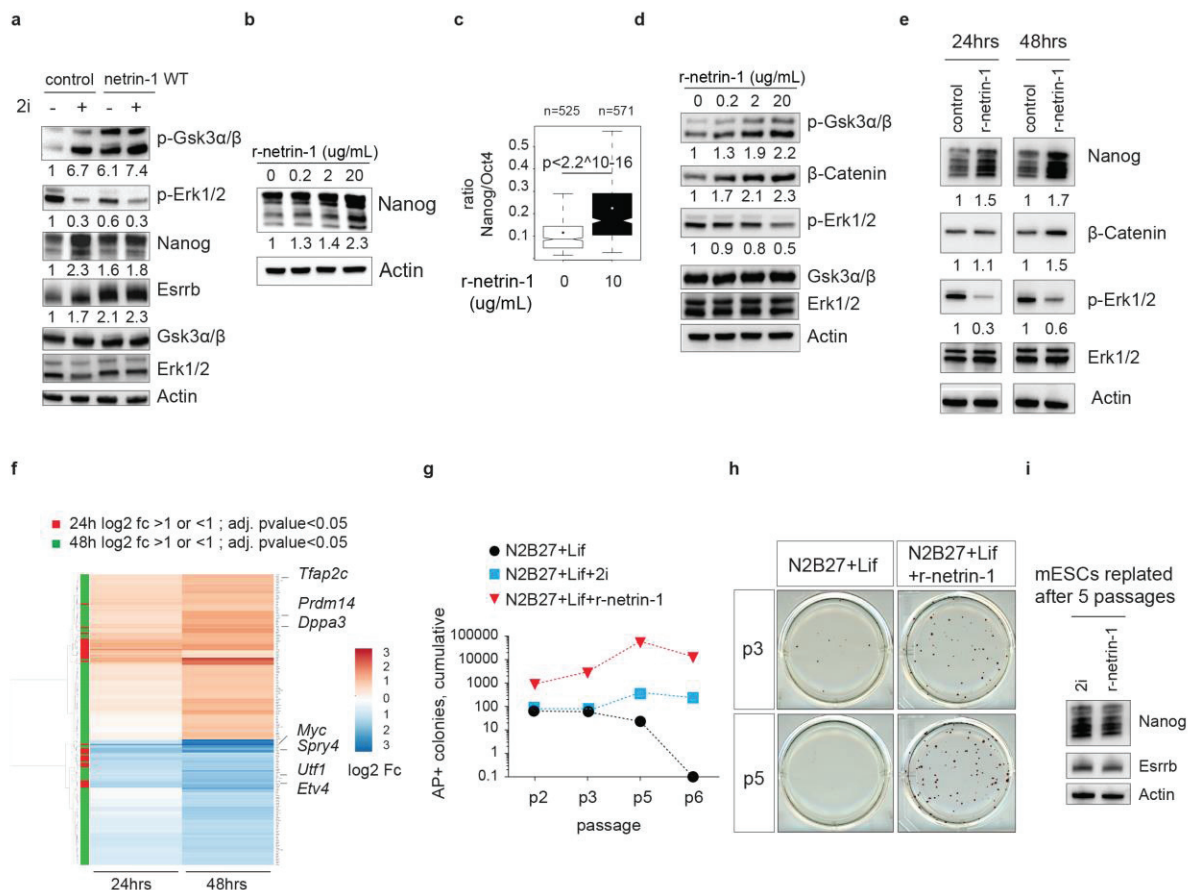 a
control netrin-1 WT
2i - + - +
p-Gsk3α/β
1 6.7 6.1 7.4
p-Erk1/2
1 0.3 0.6 0.3
Nanog
1 2.3 1.6 1.8
Esrrb
1 1.7 2.1 2.3
Gsk3α/β
Erk1/2
Actin
b
r-netrin-1 (ug/mL)
0 0.2 2 20
Nanog
1 1.3 1.4 2.3
Actin
c
n=525 n=571
p<2.2^10-16
ratio
Nanog/Oct4
0.5
0.4
0.3
0.2
0.1
r-netrin-1 0 10
(ug/mL)
d
r-netrin-1 (ug/mL)
0 0.2 2 20
p-Gsk3α/β
1 1.3 1.9 2.2
β-Catenin
1 1.7 2.1 2.3
p-Erk1/2
1 0.9 0.8 0.5
Gsk3α/β
Erk1/2
Actin
e
24hrs 48hrs
control r-netrin-1 control r-netrin-1
Nanog
1 1.5 1 1.7
β-Catenin
1 1.1 1 1.5
p-Erk1/2
1 0.3 1 0.6
Erk1/2
Actin
f
24h log2 fc >1 or <1 ; adj. pvalue<0.05
48h log2 fc >1 or <1 ; adj. pvalue<0.05
Tfap2c
Prdm14
Dppa3
Myc
Spry4
Utf1
Etv4
3
2
1
1
2
3
log2 Fc
24hrs 48hrs
g
N2B27+Lif
N2B27+Lif+2i
N2B27+Lif+r-netrin-1
AP+ colonies, cumulative
100000
10000
1000
100
10
1
0.1
p2 p3 p5 p6
passage
h
N2B27+Lif
N2B27+Lif
+r-netrin-1
p3
p5
i
mESCs replated
after 5 passages
2i
r-netrin-1
Nanog
Esrrb
Actin